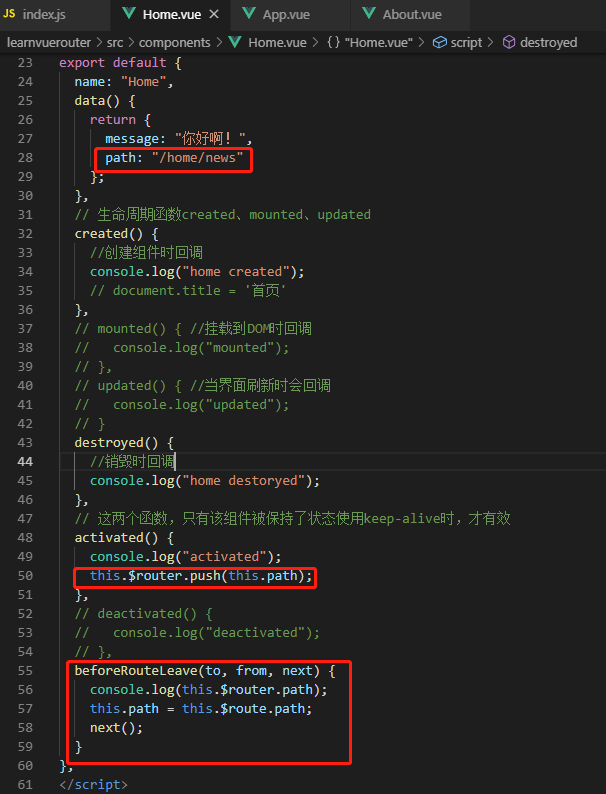 JS index.js Home.vue × App.vue About.vue
learnvuerouter > src > components > Home.vue > {} "Home.vue" > script > destroyed
23 export default {
24 name: "Home",
25 data() {
26 return {
27 message: "你好啊！",
28 path: "/home/news"
29 };
30 },
31 // 生命周期函数created、mounted、updated
32 created() {
33 //创建组件时回调
34 console.log("home created");
35 // document.title = '首页'
36 },
37 // mounted() { //挂载到DOM时回调
38 // console.log("mounted");
39 // },
40 // updated() { //当界面刷新时会回调
41 // console.log("updated");
42 // }
43 destroyed() {
44 //销毁时回调
45 console.log("home destoryed");
46 },
47 // 这两个函数，只有该组件被保持了状态使用keep-alive时，才有效
48 activated() {
49 console.log("activated");
50 this.$router.push(this.path);
51 },
52 // deactivated() {
53 // console.log("deactivated");
54 // },
55 beforeRouteLeave(to, from, next) {
56 console.log(this.$router.path);
57 this.path = this.$route.path;
58 next();
59 }
60 };
61 </script>